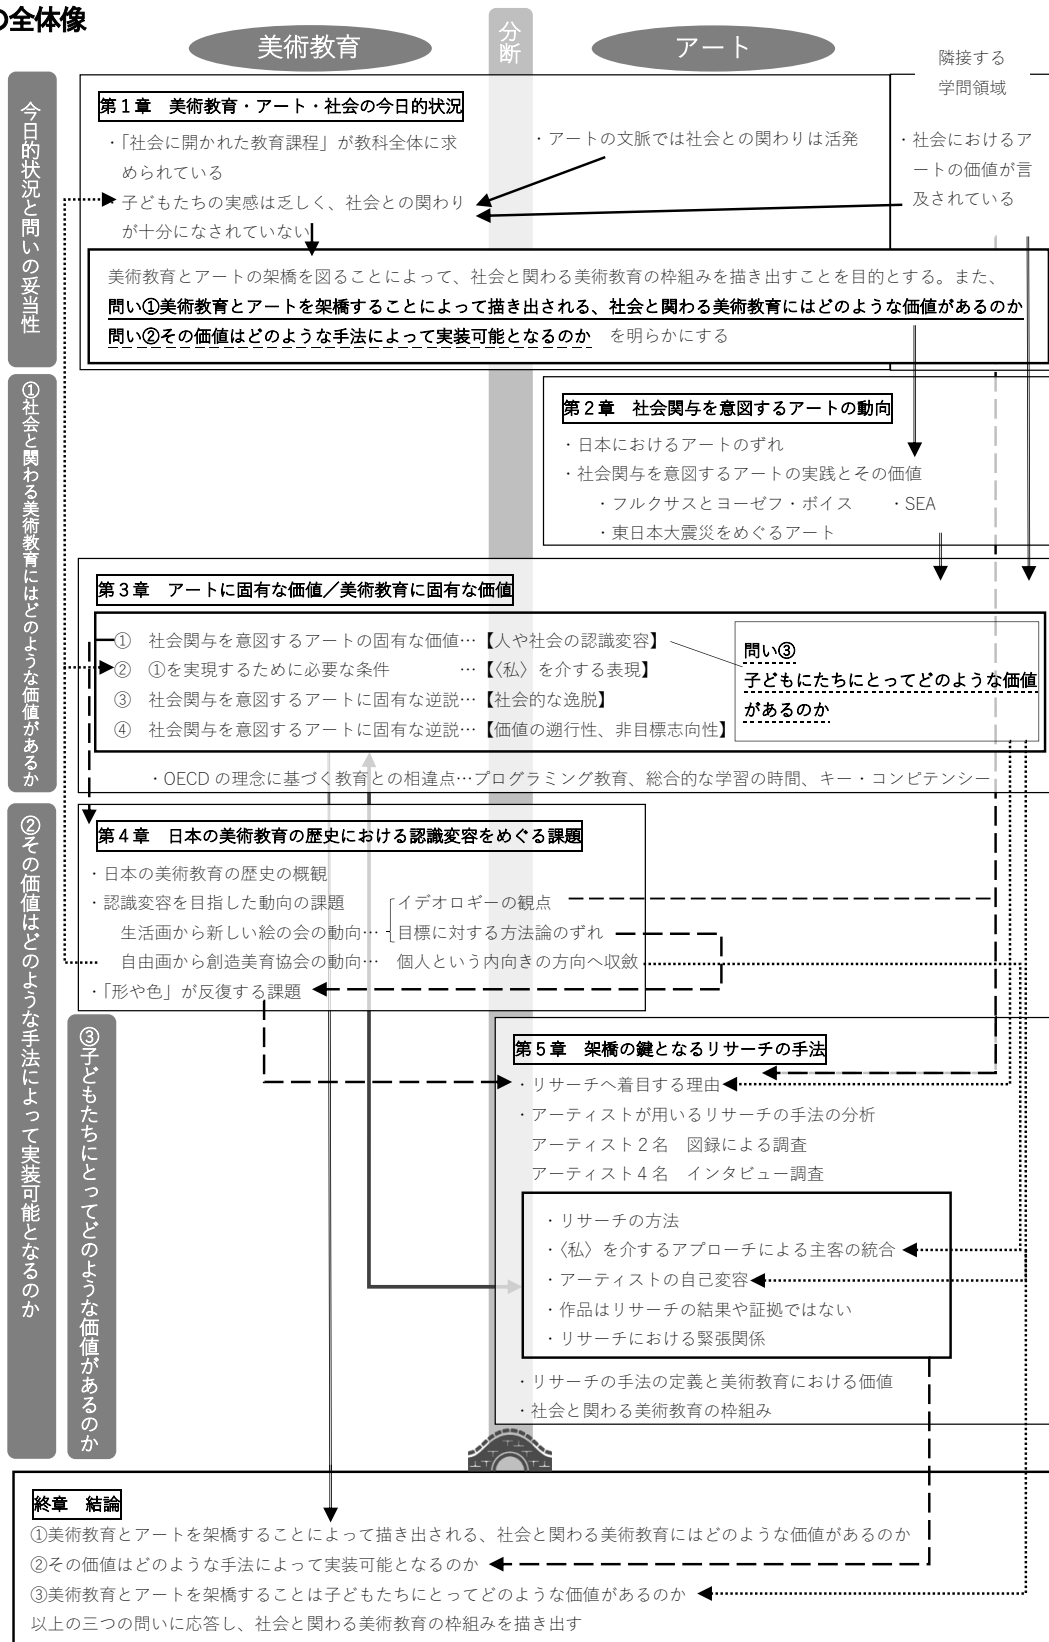 の全体像
美術教育
分断
アート
隣接する
学問領域
今日的状況と問いの妥当性
第1章　美術教育・アート・社会の今日的状況
・「社会に開かれた教育課程」が教科全体に求
められている
・子どもたちの実感は乏しく、社会との関わり
が十分になされていない
・アートの文脈では社会との関わりは活発
・社会におけるア
ートの価値が言
及されている
美術教育とアートの架橋を図ることによって、社会と関わる美術教育の枠組みを描き出すことを目的とする。また、
問い①美術教育とアートを架橋することによって描き出される、社会と関わる美術教育にはどのような価値があるのか
問い②その価値はどのような手法によって実装可能となるのか　を明らかにする
①社会と関わる美術教育にはどのような価値があるか
第2章　社会関与を意図するアートの動向
・日本におけるアートのずれ
・社会関与を意図するアートの実践とその価値
・フルクサスとヨーゼフ・ボイス　・SEA
・東日本大震災をめぐるアート
第3章　アートに固有な価値／美術教育に固有な価値
①　社会関与を意図するアートの固有な価値…【人や社会の認識変容】
②　①を実現するために必要な条件　…【〈私〉を介する表現】
③　社会関与を意図するアートに固有な逆説…【社会的な逸脱】
④　社会関与を意図するアートに固有な逆説…【価値の遡行性、非目標志向性】
問い③
子どもにたちにとってどのような価値
があるのか
・OECD の理念に基づく教育との相違点…プログラミング教育、総合的な学習の時間、キー・コンピテンシー
②その価値はどのような手法によって実装可能となるのか
第4章　日本の美術教育の歴史における認識変容をめぐる課題
・日本の美術教育の歴史の概観
・認識変容を目指した動向の課題　イデオロギーの観点
生活画から新しい絵の会の動向…　目標に対する方法論のずれ
自由画から創造美育協会の動向…　個人という内向きの方向へ収斂
・「形や色」が反復する課題
③子どもたちにとってどのような価値があるのか
第5章　架橋の鍵となるリサーチの手法
・リサーチへ着目する理由
・アーティストが用いるリサーチの手法の分析
アーティスト2名　図録による調査
アーティスト4名　インタビュー調査
・リサーチの方法
・〈私〉を介するアプローチによる主客の統合
・アーティストの自己変容
・作品はリサーチの結果や証拠ではない
・リサーチにおける緊張関係
・リサーチの手法の定義と美術教育における価値
・社会と関わる美術教育の枠組み
終章　結論
①美術教育とアートを架橋することによって描き出される、社会と関わる美術教育にはどのような価値があるのか
②その価値はどのような手法によって実装可能となるのか
③美術教育とアートを架橋することは子どもたちにとってどのような価値があるのか
以上の三つの問いに応答し、社会と関わる美術教育の枠組みを描き出す